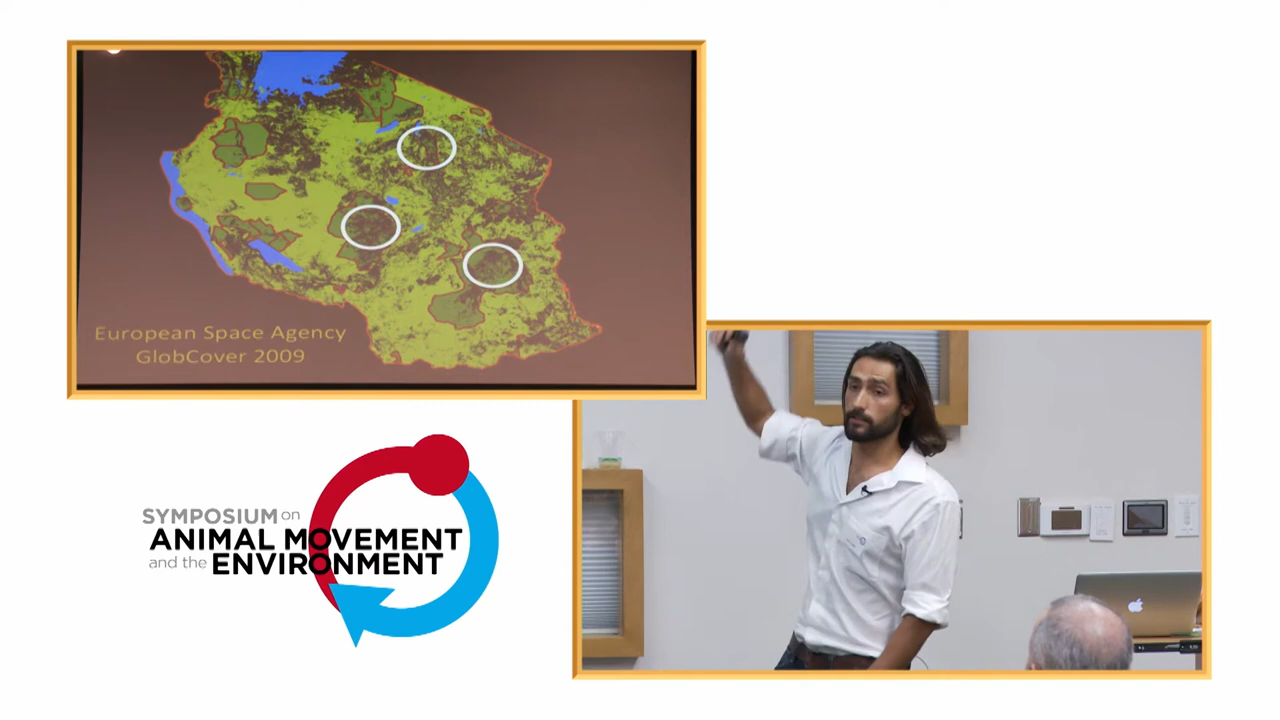 European Space Agency
GlobCover 2009
SYMPOSIUM on
ANIMAL MOVEMENT
and the ENVIRONMENT